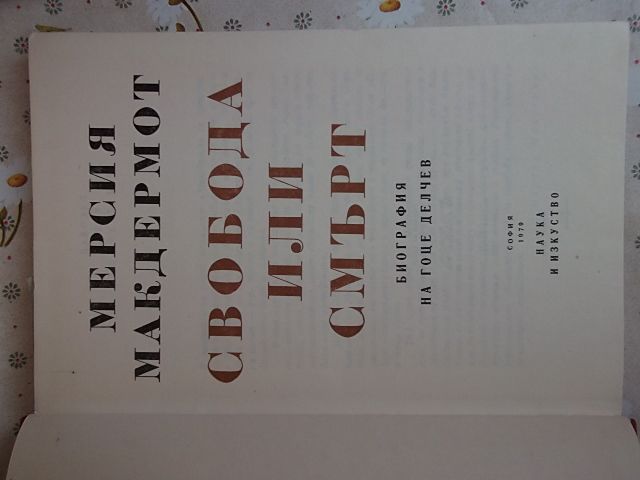 МЕРСИЯ
МАКДЕРМОТ
СВОБОДА
ИЛИ
СМЪРТ
БИОГРАФИЯ
НА ГОЦЕ ДЕЛЧЕВ
СОФИЯ
1979
НАУКА
И ИЗКУСТВО